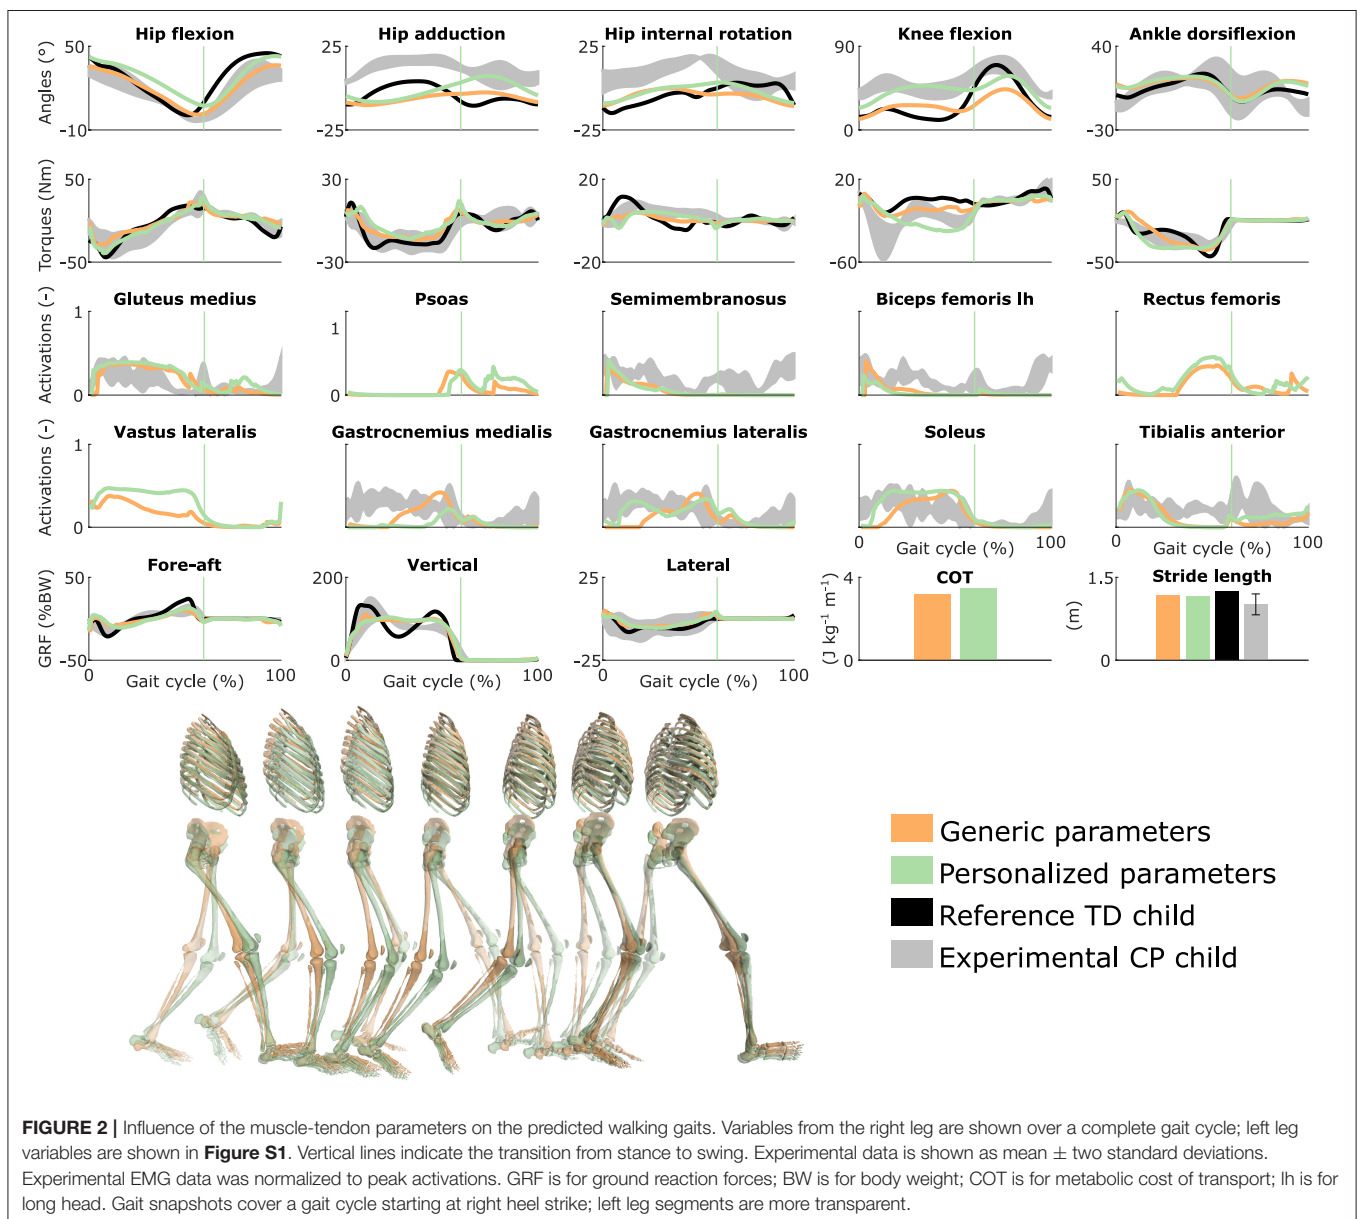 Hip flexion Hip adduction Hip internal rotation Knee flexion Ankle dorsiflexion
Angles (°)
50
-10
25
-25
25
-25
90
0
40
-30
Torques (Nm)
50
-50
30
-30
20
-20
20
-60
50
-50
Gluteus medius Psoas Semimembranosus Biceps femoris lh Rectus femoris
Activations (-)
1
0
1
0
Vastus lateralis Gastrocnemius medialis Gastrocnemius lateralis Soleus Tibialis anterior
Activations (-)
1
0
0 100
Gait cycle (%)
0 100
Gait cycle (%)
Fore-aft Vertical Lateral COT Stride length
GRF (%BW)
50
-50
200
0
25
-25
(J kg⁻¹ m⁻¹)
4
0
(m)
1.5
0
0 100
Gait cycle (%)
0 100
Gait cycle (%)
0 100
Gait cycle (%)
Generic parameters
Personalized parameters
Reference TD child
Experimental CP child
FIGURE 2 | Influence of the muscle-tendon parameters on the predicted walking gaits. Variables from the right leg are shown over a complete gait cycle; left leg
variables are shown in Figure S1. Vertical lines indicate the transition from stance to swing. Experimental data is shown as mean ± two standard deviations.
Experimental EMG data was normalized to peak activations. GRF is for ground reaction forces; BW is for body weight; COT is for metabolic cost of transport; lh is for
long head. Gait snapshots cover a gait cycle starting at right heel strike; left leg segments are more transparent.